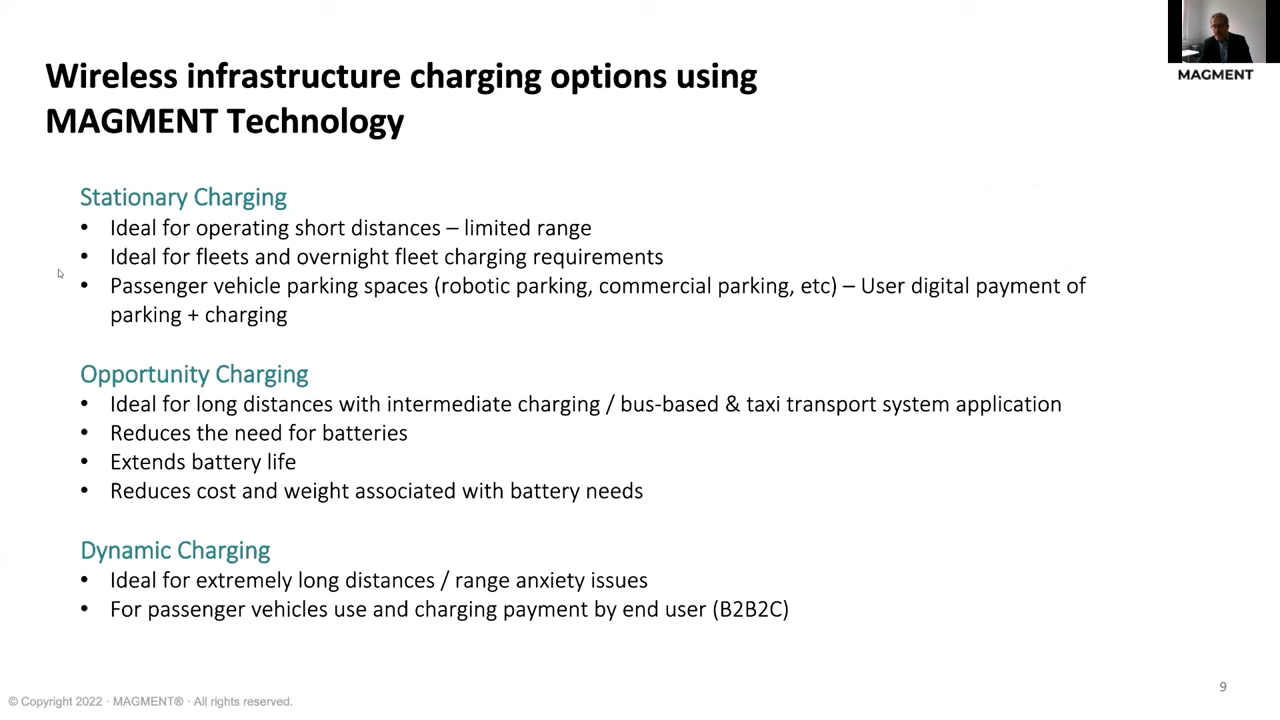 MAGMENT
Wireless infrastructure charging options using
MAGMENT Technology
Stationary Charging
• Ideal for operating short distances – limited range
• Ideal for fleets and overnight fleet charging requirements
• Passenger vehicle parking spaces (robotic parking, commercial parking, etc) – User digital payment of
parking + charging
Opportunity Charging
• Ideal for long distances with intermediate charging / bus-based & taxi transport system application
• Reduces the need for batteries
• Extends battery life
• Reduces cost and weight associated with battery needs
Dynamic Charging
• Ideal for extremely long distances / range anxiety issues
• For passenger vehicles use and charging payment by end user (B2B2C)
9
© Copyright 2022 · MAGMENT® · All rights reserved.